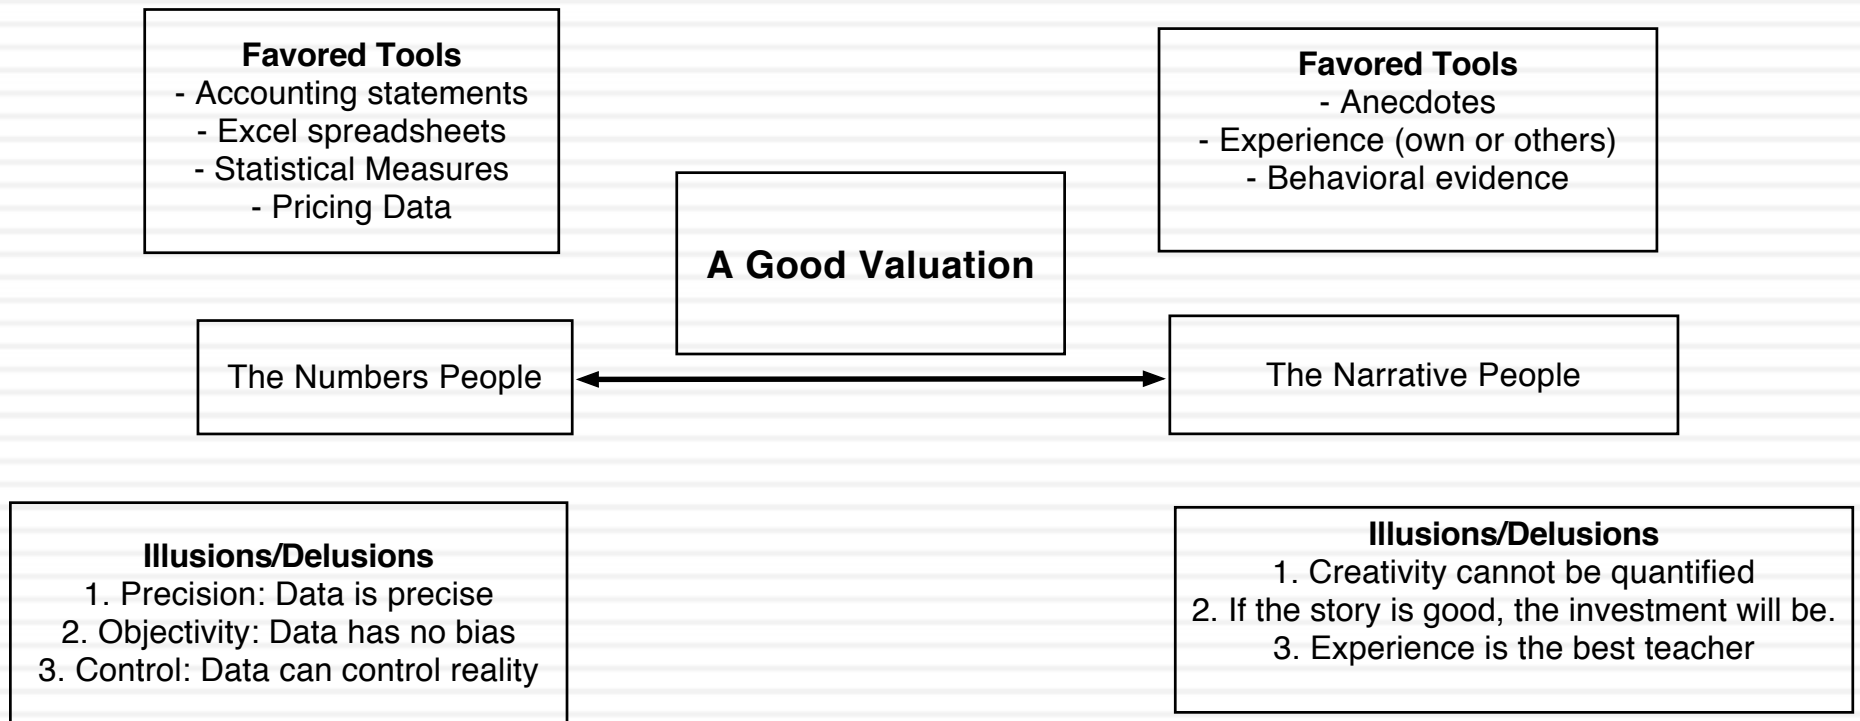 Favored Tools
- Accounting statements
- Excel spreadsheets
- Statistical Measures
- Pricing Data
Favored Tools
- Anecdotes
- Experience (own or others)
- Behavioral evidence
A Good Valuation
The Numbers People
The Narrative People
Illusions/Delusions
1. Precision: Data is precise
2. Objectivity: Data has no bias
3. Control: Data can control reality
Illusions/Delusions
1. Creativity cannot be quantified
2. If the story is good, the investment will be.
3. Experience is the best teacher